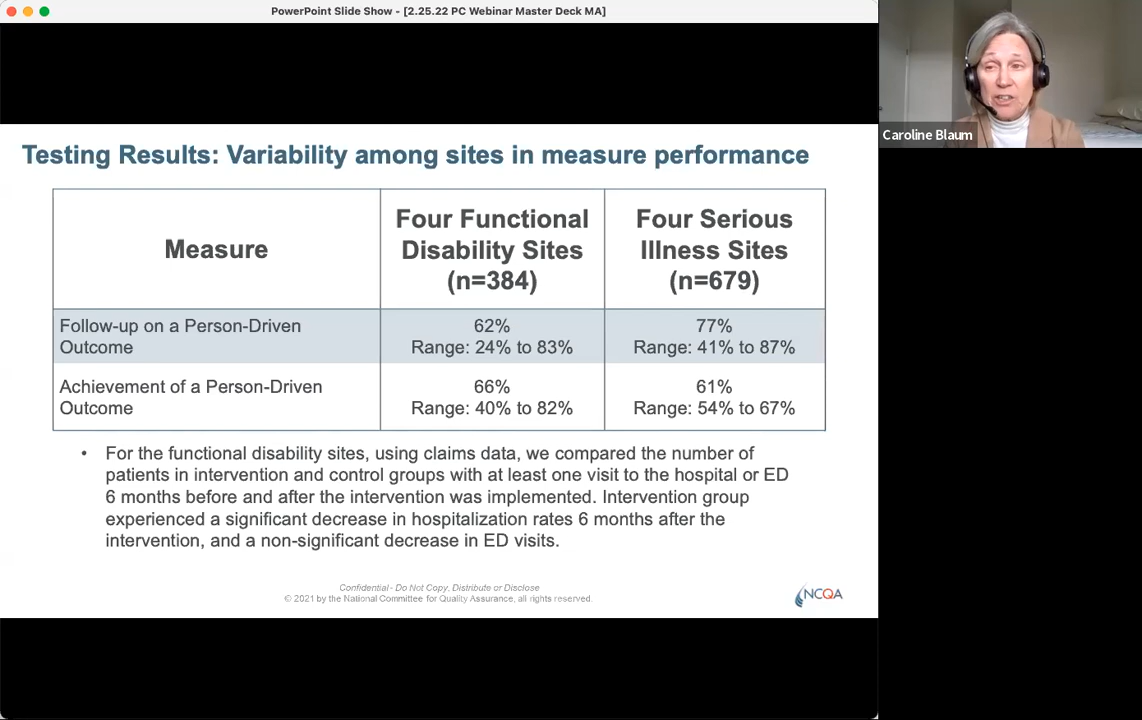 PowerPoint Slide Show - [2.25.22 PC Webinar Master Deck MA]
Caroline Blaum
Testing Results: Variability among sites in measure performance
Measure
Four Functional
Disability Sites
(n=384)
Four Serious
Illness Sites
(n=679)
Follow-up on a Person-Driven
Outcome
62%
Range: 24% to 83%
77%
Range: 41% to 87%
Achievement of a Person-Driven
Outcome
66%
Range: 40% to 82%
61%
Range: 54% to 67%
• For the functional disability sites, using claims data, we compared the number of
patients in intervention and control groups with at least one visit to the hospital or ED
6 months before and after the intervention was implemented. Intervention group
experienced a significant decrease in hospitalization rates 6 months after the
intervention, and a non-significant decrease in ED visits.
Confidential - Do Not Copy, Distribute or Disclose
© 2021 by the National Committee for Quality Assurance, all rights reserved.
NCQA